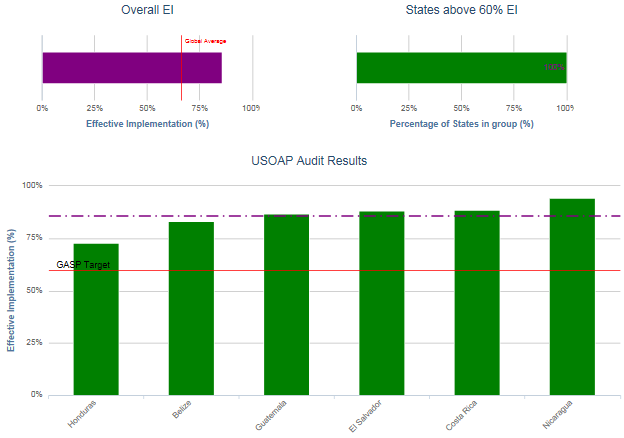 Overall EI
States above 60% EI
Global Average
100%
0% 25% 50% 75% 100%
0% 25% 50% 75% 100%
Effective Implementation (%)
Percentage of States in group (%)
USOAP Audit Results
100%
75%
GASP Target
50%
25%
0%
Effective Implementation (%)
Honduras
Belize
Guatemala
El Salvador
Costa Rica
Nicaragua